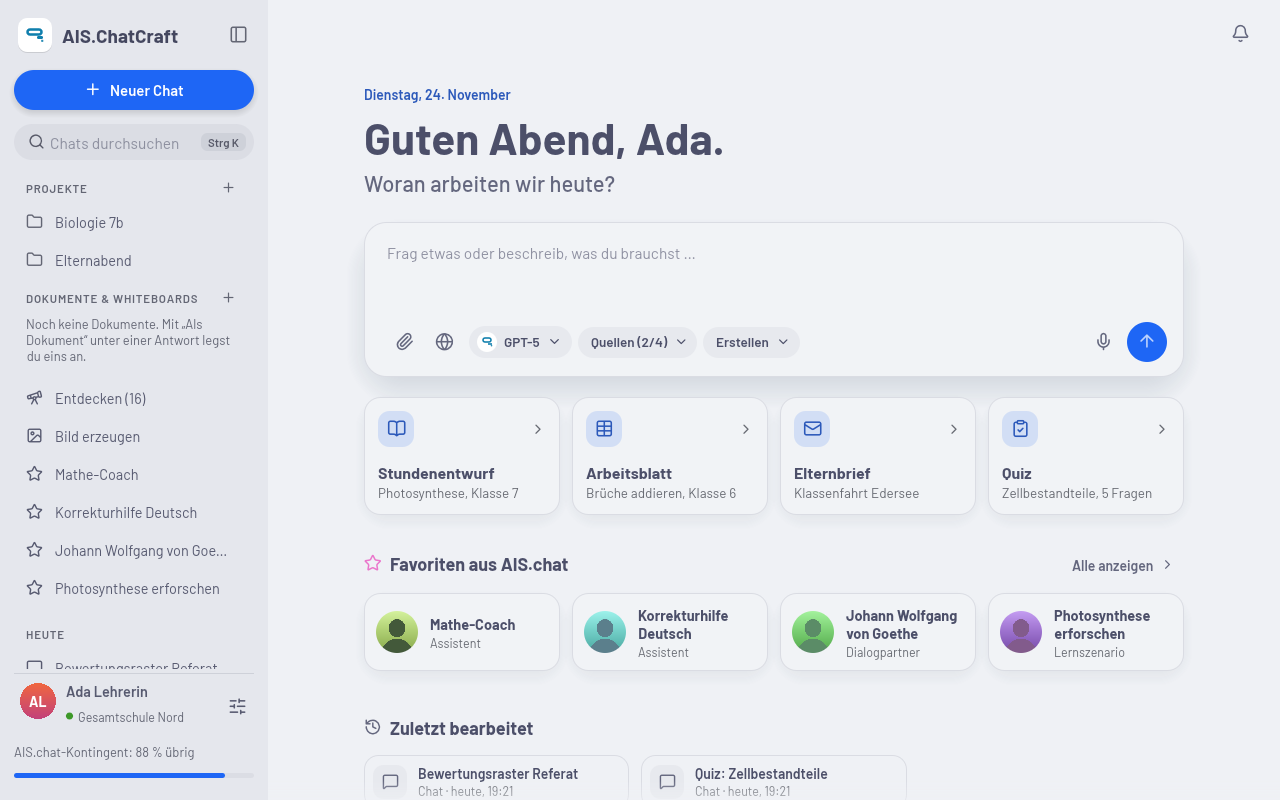 AIS.ChatCraft
Neuer Chat
Chats durchsuchen Strg K
PROJEKTE
Biologie 7b
Elternabend
DOKUMENTE & WHITEBOARDS
Noch keine Dokumente. Mit „Als
Dokument“ unter einer Antwort legst
du eins an.
Entdecken (16)
Bild erzeugen
Mathe-Coach
Korrekturhilfe Deutsch
Johann Wolfgang von Goe...
Photosynthese erforschen
HEUTE
Bewertungsraster Referat
AL
Ada Lehrerin
Gesamtschule Nord
AIS.chat-Kontingent: 88 % übrig
Dienstag, 24. November
Guten Abend, Ada.
Woran arbeiten wir heute?
Frag etwas oder beschreib, was du brauchst ...
GPT-5
Quellen (2/4)
Erstellen
Stundenentwurf
Photosynthese, Klasse 7
Arbeitsblatt
Brüche addieren, Klasse 6
Elternbrief
Klassenfahrt Edersee
Quiz
Zellbestandteile, 5 Fragen
Favoriten aus AIS.chat
Alle anzeigen
Mathe-Coach
Assistent
Korrekturhilfe
Deutsch
Assistent
Johann Wolfgang
von Goethe
Dialogpartner
Photosynthese
erforschen
Lernszenario
Zuletzt bearbeitet
Bewertungsraster Referat
Chat · heute, 19:21
Quiz: Zellbestandteile
Chat · heute, 19:21